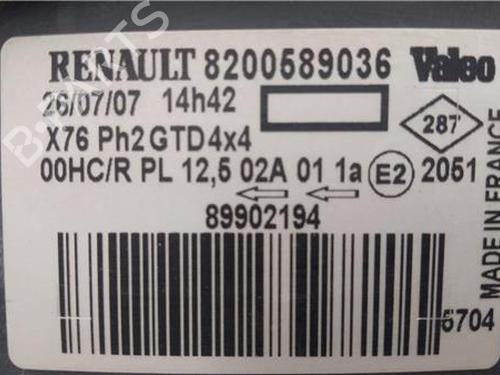 RENAULT 8200589036 Valeo
26/07/07 14h42
287
X76 Ph2 GTD 4x4
00HC/R PL 12,5 02A 01 1a E2 2051
89902194
MADE IN FRANCE
6704
B-PARTS